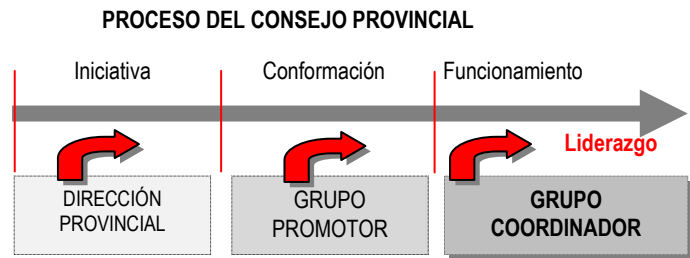 PROCESO DEL CONSEJO PROVINCIAL
Iniciativa
Conformación
Funcionamiento
Liderazgo
DIRECCIÓN
PROVINCIAL
GRUPO
PROMOTOR
GRUPO
COORDINADOR